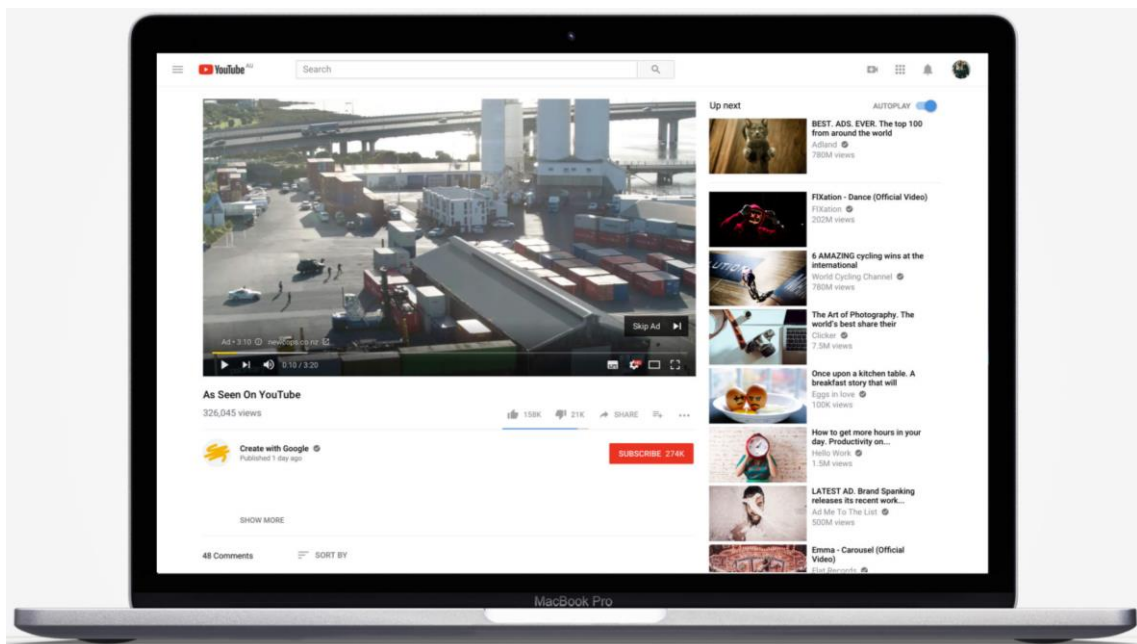 YouTube AU
Search
Up next
AUTOPLAY
BEST. ADS. EVER. The top 100
from around the world
Adland
780M views
FIXation - Dance (Official Video)
FIXation
202M views
6 AMAZING cycling wins at the
international
World Cycling Channel
780M views
The Art of Photography. The
world's best share their
Clicker
7.5M views
Once upon a kitchen table. A
breakfast story that will
Eggs in love
100K views
How to get more hours in your
day. Productivity on...
Hello Work
1.5M views
LATEST AD. Brand Spanking
releases its recent work...
Ad Me To The List
500M views
Emma - Carousel (Official
Video)
Skip Ad
Ad • 3:10 newcops.co.nz
0:10 / 3:20
As Seen On YouTube
326,045 views
158K 21K SHARE
Create with Google
Published 1 day ago
SUBSCRIBE 274K
SHOW MORE
48 Comments SORT BY
MacBook Pro